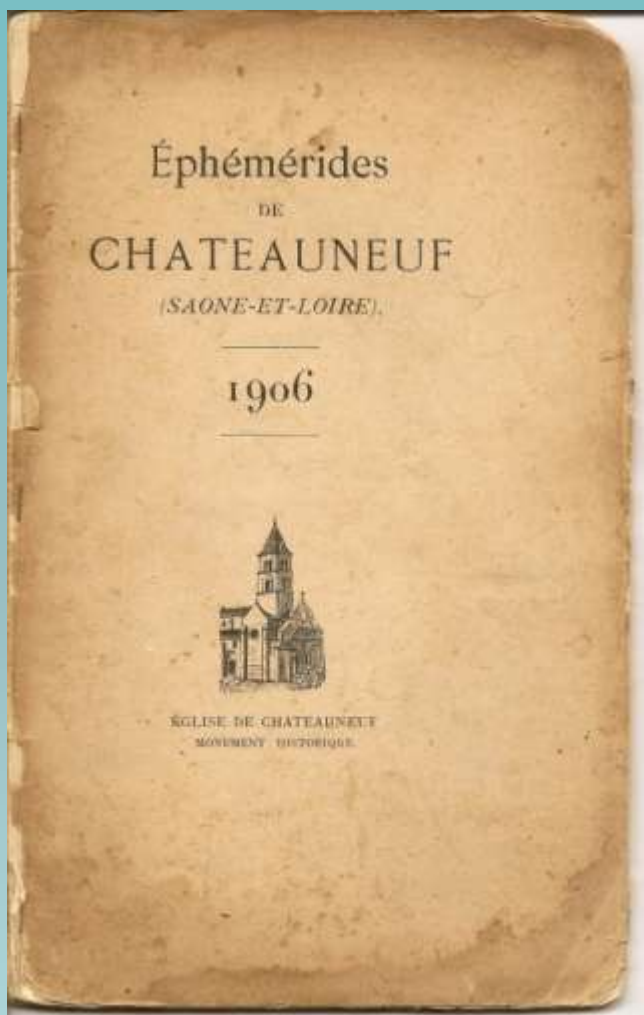 Éphémérides
DE
CHATEAUNEUF
(SAONE-ET-LOIRE).
1906
ÉGLISE DE CHATEAUNEUF
MONUMENT HISTORIQUE